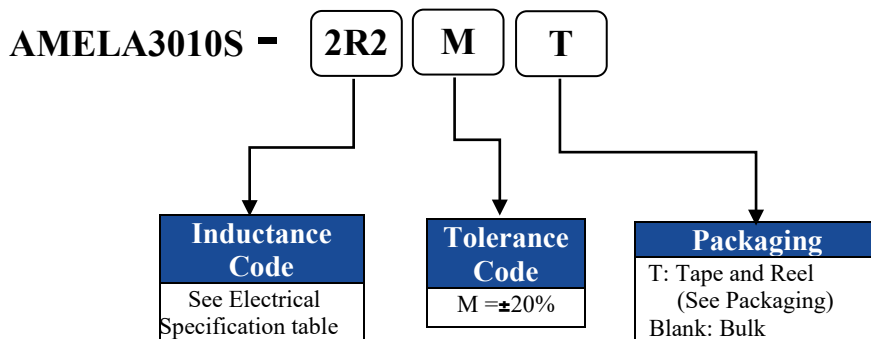 AMELA3010S - 2R2 M T
Inductance
Code
See Electrical
Specification table
Tolerance
Code
M =±20%
Packaging
T: Tape and Reel
(See Packaging)
Blank: Bulk